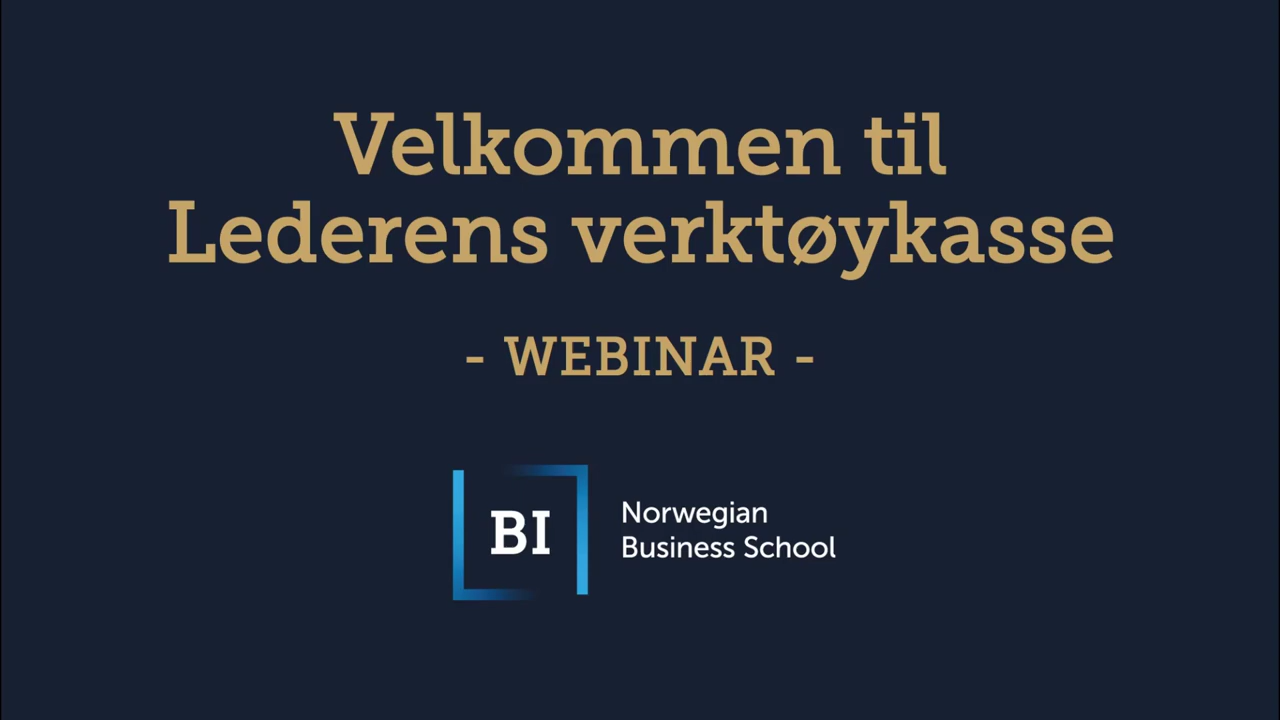 Velkommen til
Lederens verktøykasse
- WEBINAR -
BI
Norwegian
Business School